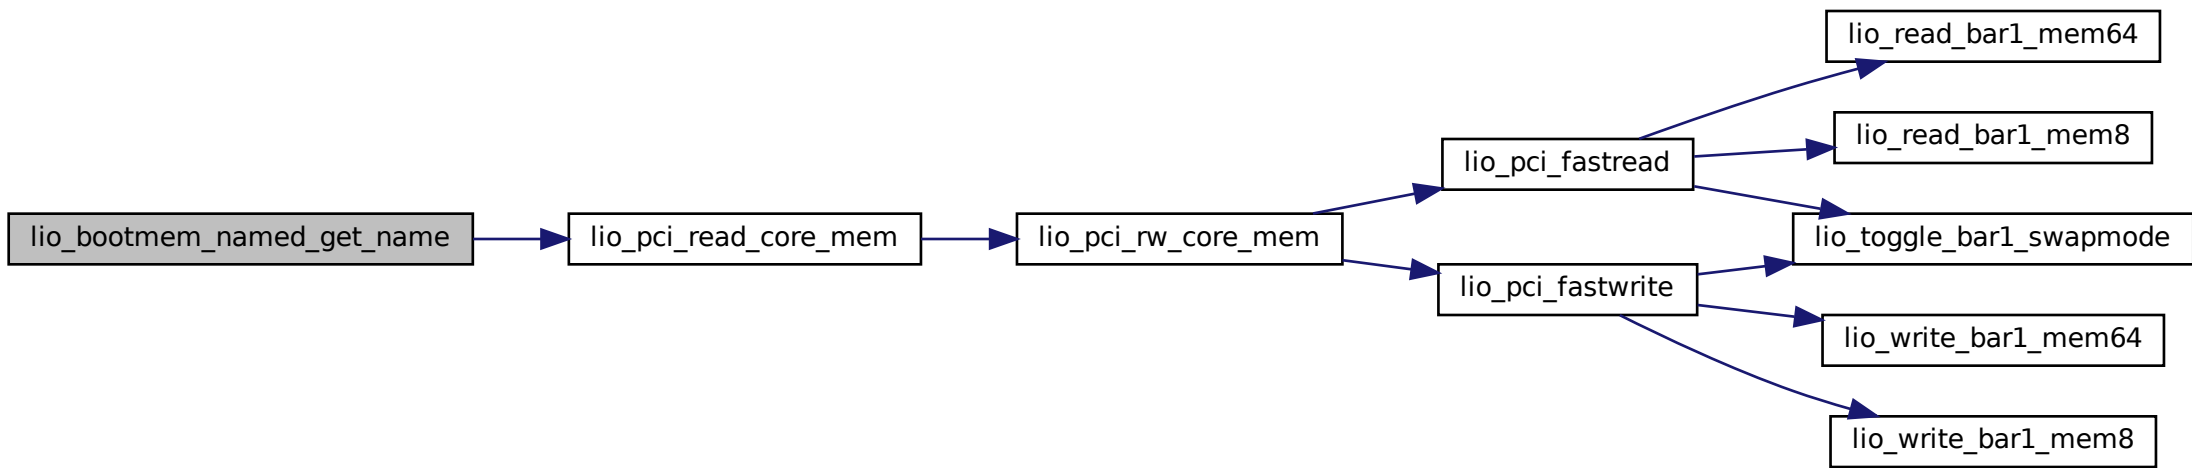 lio_bootmem_named_get_name
lio_pci_read_core_mem
lio_pci_rw_core_mem
lio_pci_fastread
lio_pci_fastwrite
lio_read_bar1_mem64
lio_read_bar1_mem8
lio_toggle_bar1_swapmode
lio_write_bar1_mem64
lio_write_bar1_mem8